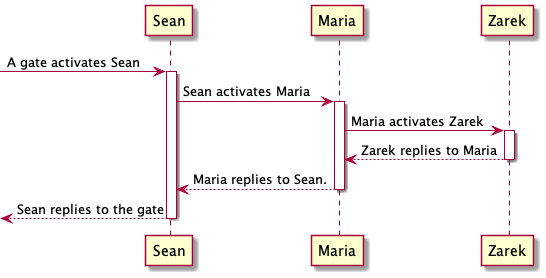 Sean Maria Zarek
A gate activates Sean
Sean activates Maria
Maria activates Zarek
Zarek replies to Maria
Maria replies to Sean.
Sean replies to the gate
Sean Maria Zarek